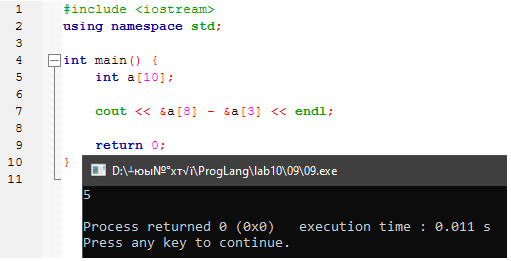 1 #include <iostream>
2 using namespace std;
3
4 int main() {
5 int a[10];
6
7 cout << &a[8] - &a[3] << endl;
8
9 return 0;
10 }
11
D:\┴юы№°хт√ї\ProgLang\lab10\09\09.exe
5
Process returned 0 (0x0)   execution time : 0.011 s
Press any key to continue.